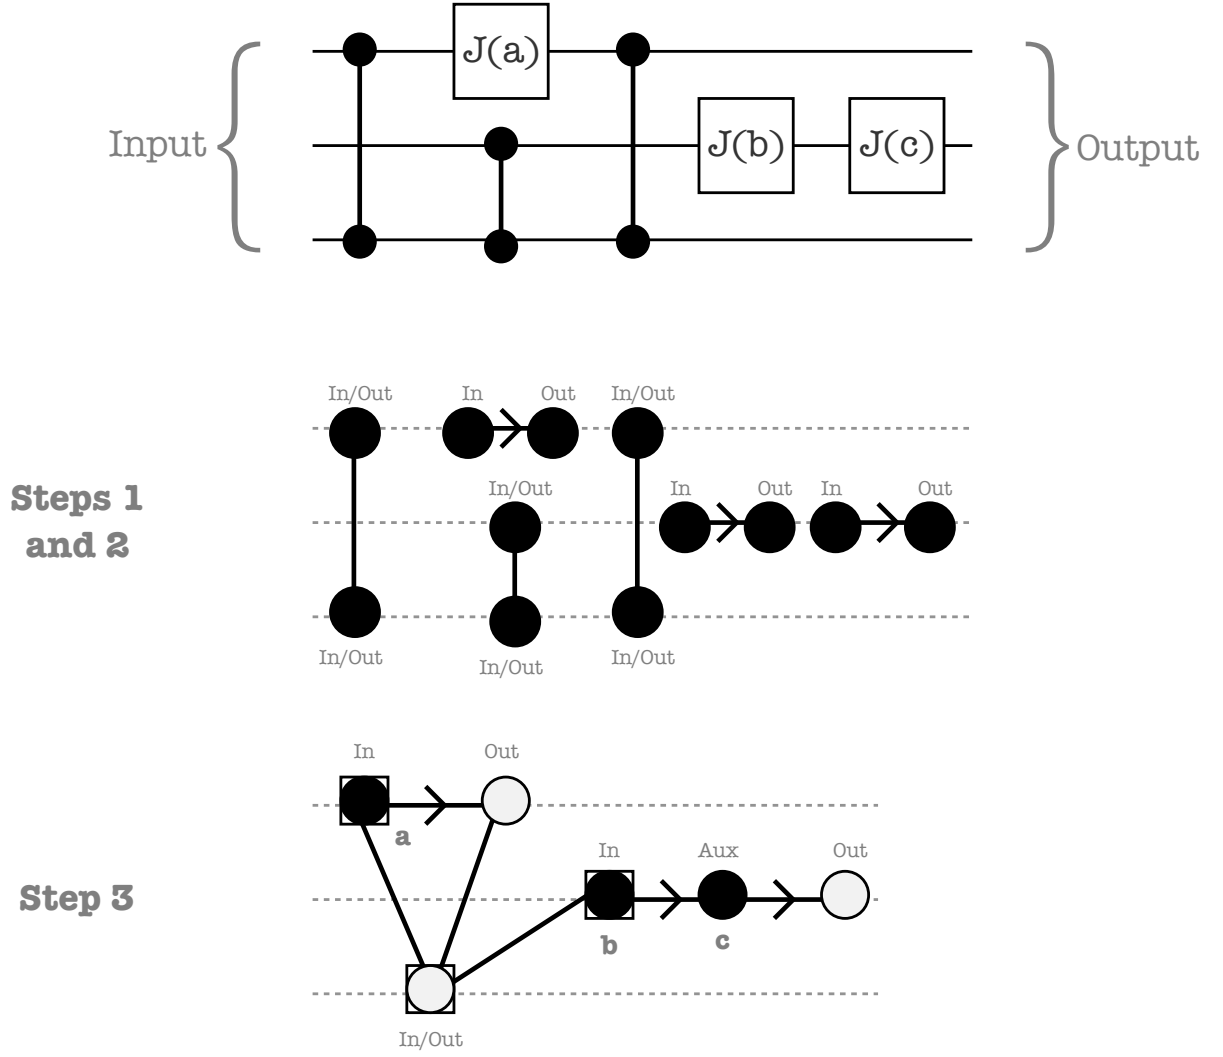 J(a)
Input
J(b)
J(c)
Output
In/Out
In
Out
In/Out
In/Out
In
Out
In
Out
Steps 1
and 2
In/Out
In/Out
In/Out
In
Out
a
In
Aux
Out
Step 3
b
c
In/Out